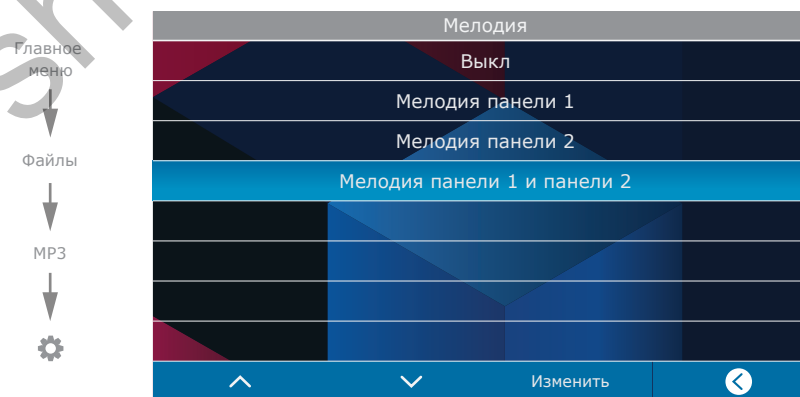 Главное
меню
Файлы
MP3
Мелодия
Выкл
Мелодия панели 1
Мелодия панели 2
Мелодия панели 1 и панели 2
Изменить